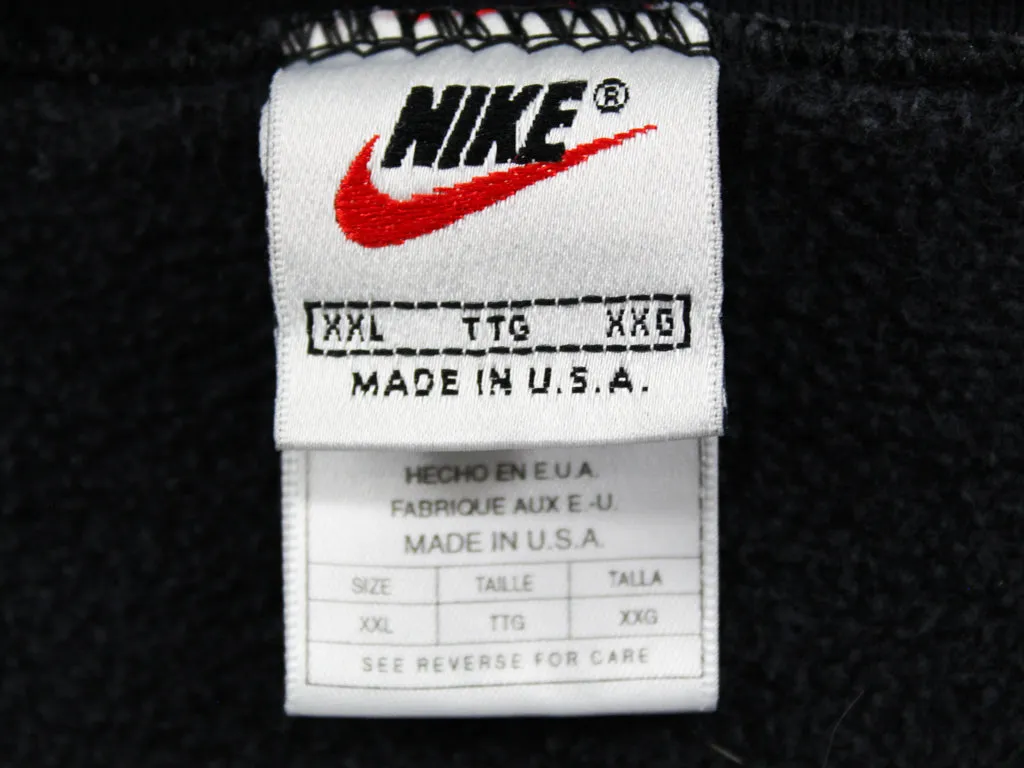 NIKE ®
XXL TTG XXG
MADE IN U.S.A.
HECHO EN E.U.A.
FABRIQUE AUX E.-U.
MADE IN U.S.A.
SIZE TAILLE TALLA
XXL TTG XXG
SEE REVERSE FOR CARE